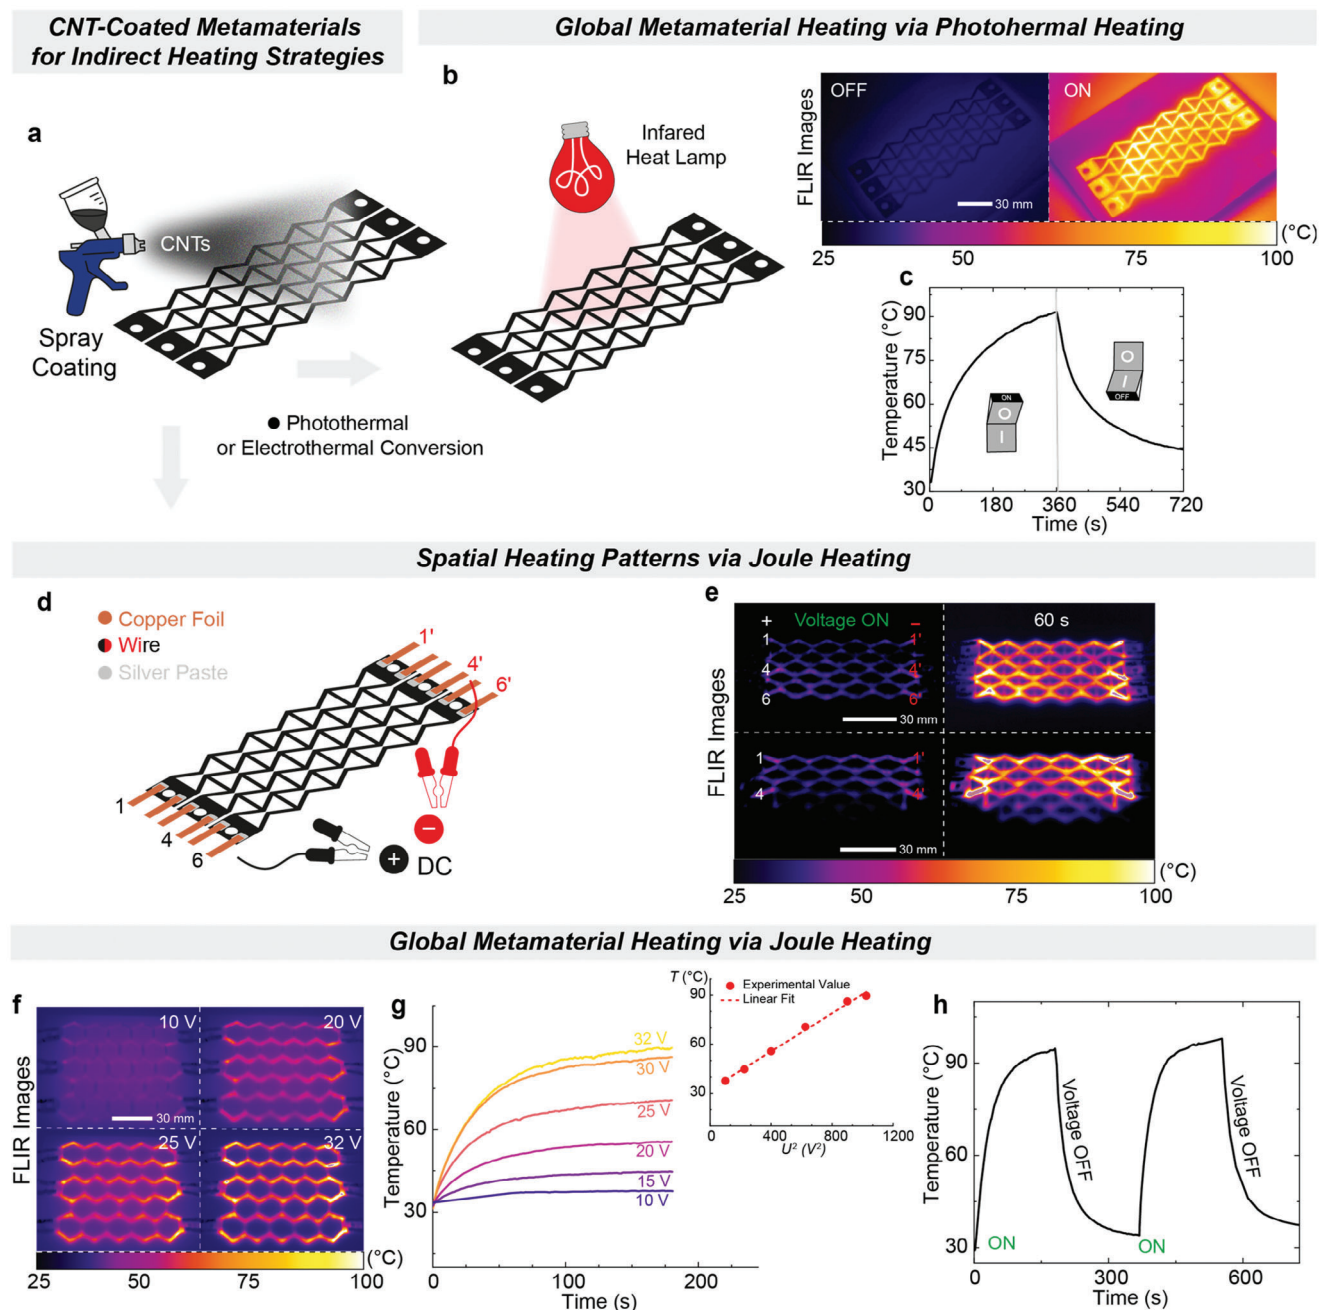 CNT-Coated Metamaterials
for Indirect Heating Strategies
Global Metamaterial Heating via Photohermal Heating
a
CNTs
Spray
Coating
● Photothermal
or Electrothermal Conversion
b
Infared
Heat Lamp
FLIR Images
OFF
ON
30 mm
(°C)
25 50 75 100
c
Temperature (°C)
90
75
60
45
30
ON
O
I
O
I
OFF
0 180 360 540 720
Time (s)
Spatial Heating Patterns via Joule Heating
d
Copper Foil
Wire
Silver Paste
1'
4'
6'
1
4
6
−
+ DC
e
FLIR Images
+ Voltage ON −
60 s
1 1'
4 4'
6 6'
30 mm
1 1'
4 4'
30 mm
(°C)
25 50 75 100
Global Metamaterial Heating via Joule Heating
f
FLIR Images
10 V
20 V
30 mm
25 V
32 V
(°C)
25 50 75 100
g
Temperature (°C)
90
60
30
32 V
30 V
25 V
20 V
15 V
10 V
0 100 200
Time (s)
T (°C)
90
60
30
Experimental Value
Linear Fit
0 400 800 1200
U² (V²)
h
Temperature (°C)
90
60
30
Voltage OFF
Voltage OFF
ON
ON
0 300 600
Time (s)